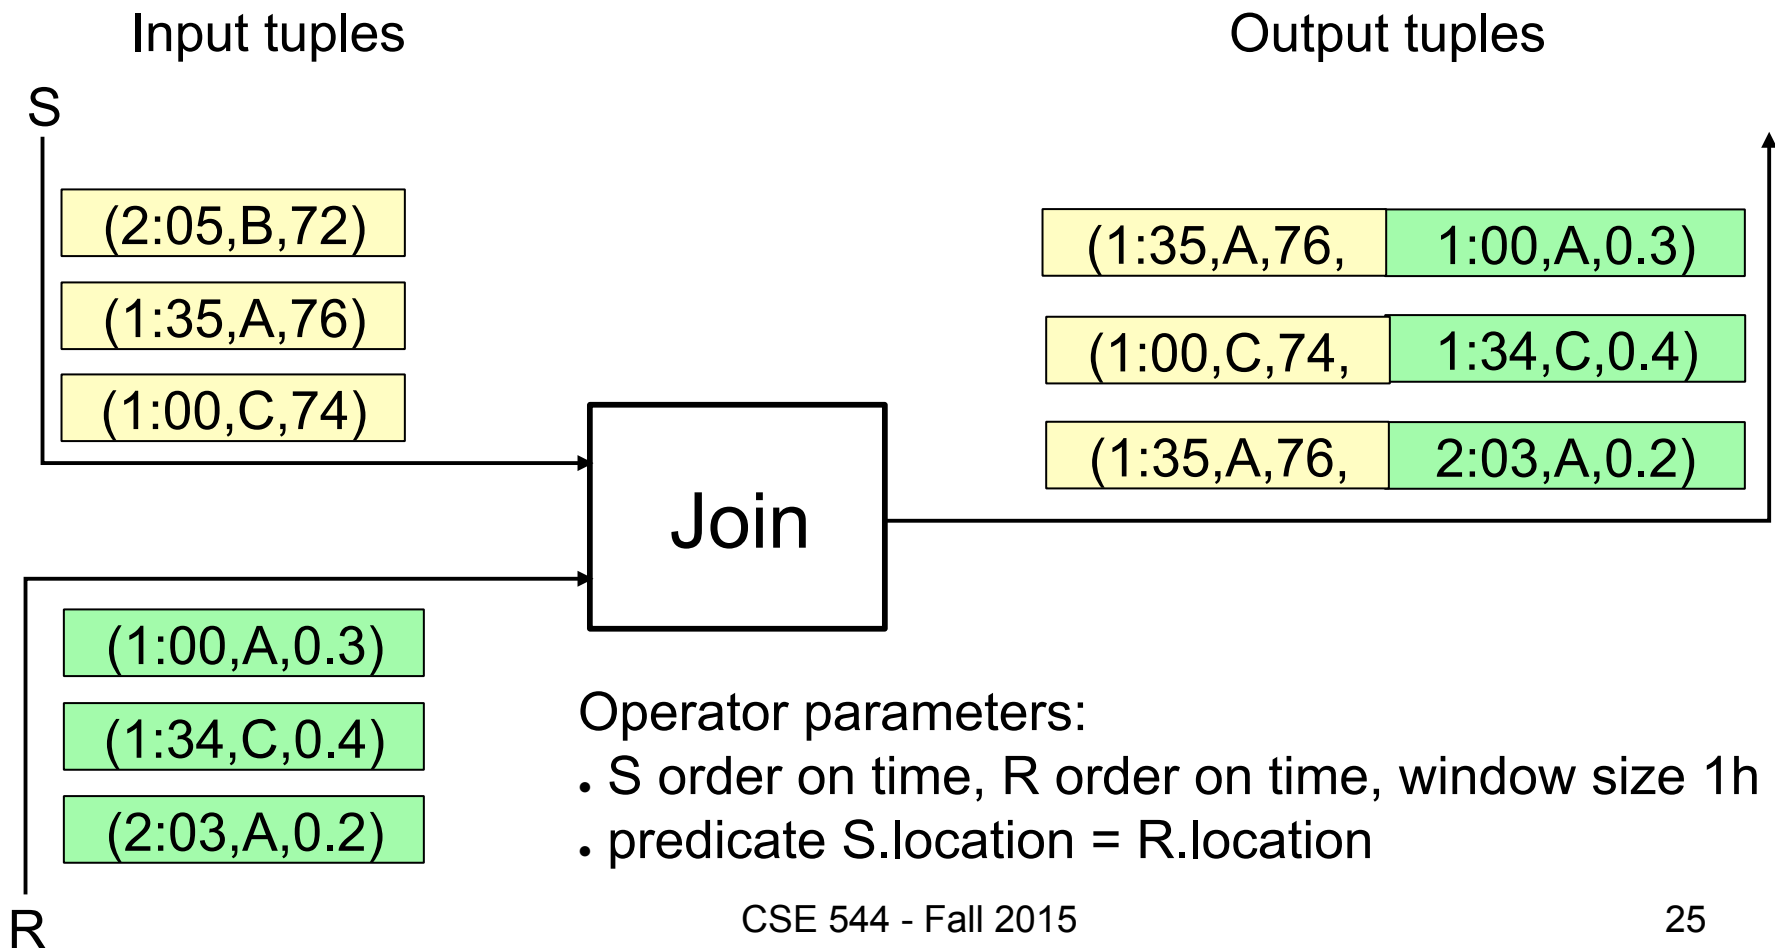 Input tuples
Output tuples
S
(2:05,B,72)
(1:35,A,76)
(1:00,C,74)
(1:35,A,76, 1:00,A,0.3)
(1:00,C,74, 1:34,C,0.4)
(1:35,A,76, 2:03,A,0.2)
Join
(1:00,A,0.3)
(1:34,C,0.4)
(2:03,A,0.2)
R
Operator parameters:
• S order on time, R order on time, window size 1h
• predicate S.location = R.location
CSE 544 - Fall 2015
25